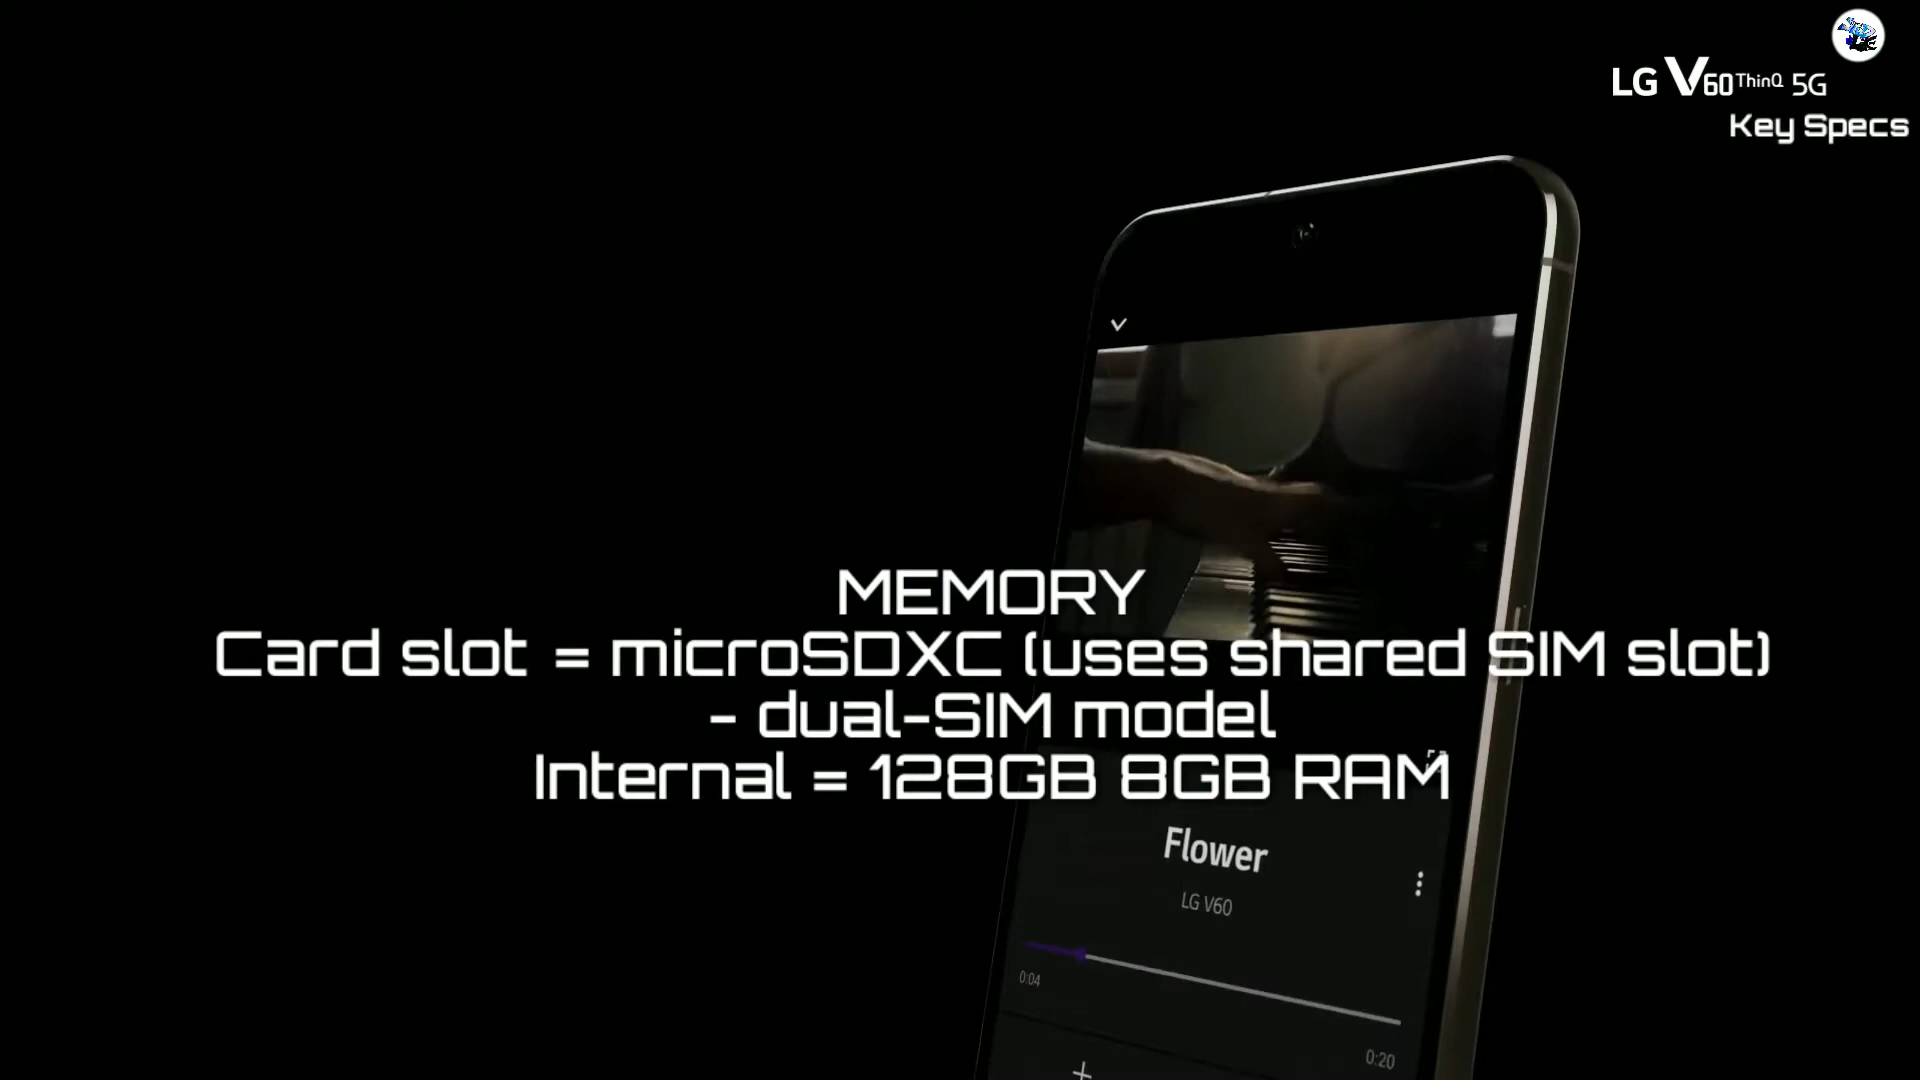 LG V60 ThinQ 5G
Key Specs
MEMORY
Card slot = microSDXC (uses shared SIM slot)
- dual-SIM model
Internal = 128GB 8GB RAM
Flower
LG V60
0:04
0:20